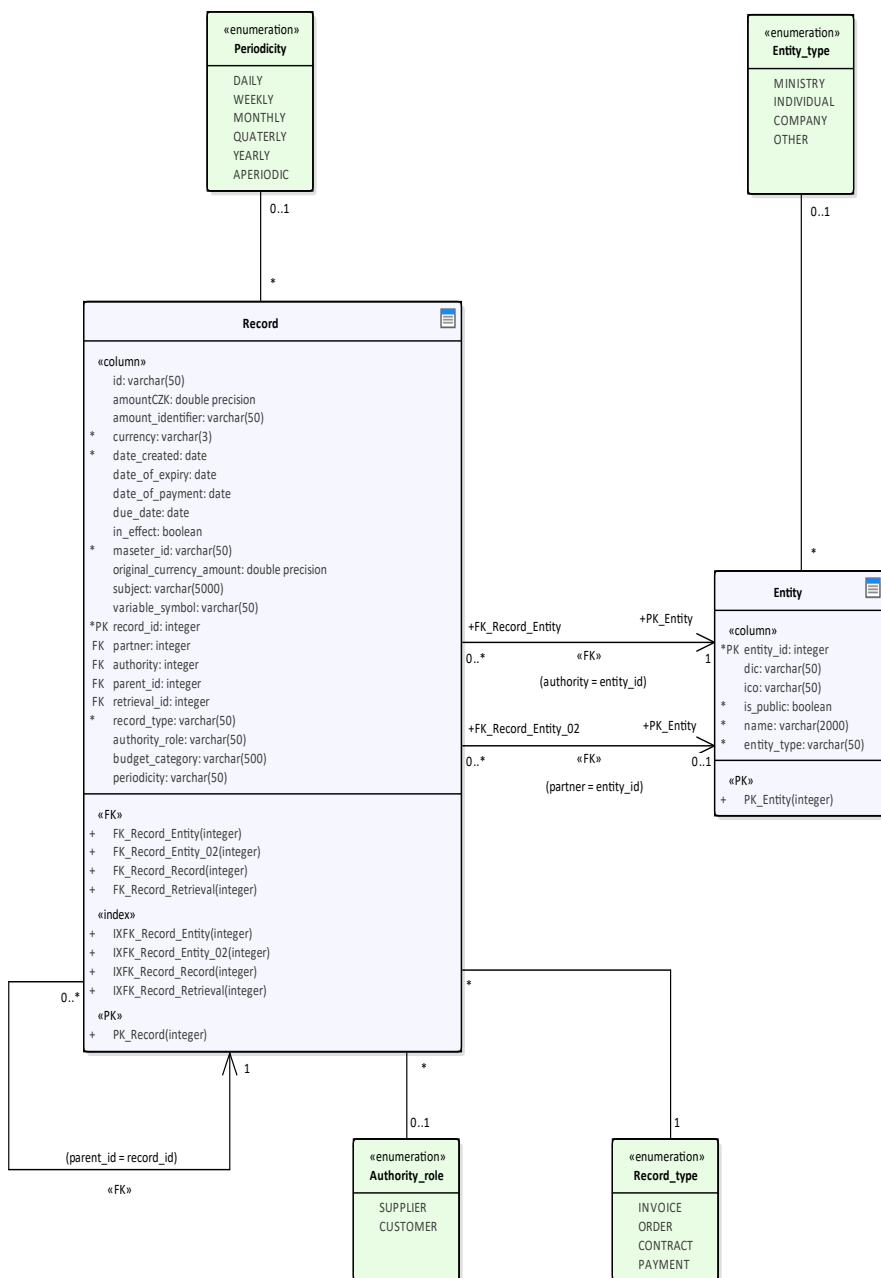 «enumeration»
Periodicity
DAILY
WEEKLY
MONTHLY
QUATERLY
YEARLY
APERIODIC
0..1
*
«enumeration»
Entity_type
MINISTRY
INDIVIDUAL
COMPANY
OTHER
0..1
*
Record
«column»
id: varchar(50)
amountCZK: double precision
amount_identifier: varchar(50)
* currency: varchar(3)
* date_created: date
date_of_expiry: date
date_of_payment: date
due_date: date
in_effect: boolean
* maseter_id: varchar(50)
original_currency_amount: double precision
subject: varchar(5000)
variable_symbol: varchar(50)
*PK record_id: integer
FK partner: integer
FK authority: integer
FK parent_id: integer
FK retrieval_id: integer
* record_type: varchar(50)
authority_role: varchar(50)
budget_category: varchar(500)
periodicity: varchar(50)
«FK»
+ FK_Record_Entity(integer)
+ FK_Record_Entity_02(integer)
+ FK_Record_Record(integer)
+ FK_Record_Retrieval(integer)
«index»
+ IXFK_Record_Entity(integer)
+ IXFK_Record_Entity_02(integer)
+ IXFK_Record_Record(integer)
+ IXFK_Record_Retrieval(integer)
«PK»
+ PK_Record(integer)
+FK_Record_Entity +PK_Entity
0..* «FK» 1
(authority = entity_id)
+FK_Record_Entity_02 +PK_Entity
0..* «FK» 0..1
(partner = entity_id)
Entity
«column»
*PK entity_id: integer
dic: varchar(50)
ico: varchar(50)
* is_public: boolean
* name: varchar(2000)
* entity_type: varchar(50)
«PK»
+ PK_Entity(integer)
0..*
1
(parent_id = record_id)
«FK»
*
0..1
«enumeration»
Authority_role
SUPPLIER
CUSTOMER
*
1
«enumeration»
Record_type
INVOICE
ORDER
CONTRACT
PAYMENT